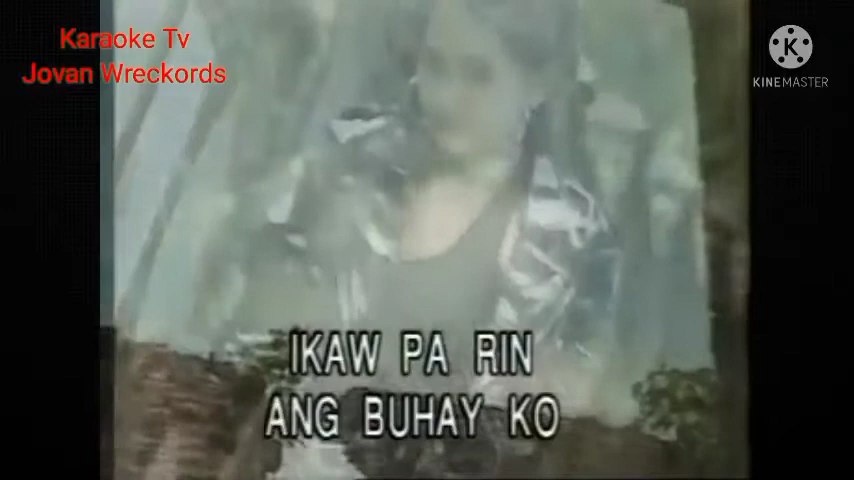 Karaoke Tv
Jovan Wreckords
K
KINEMASTER
IKAW PA RIN
ANG BUHAY KO